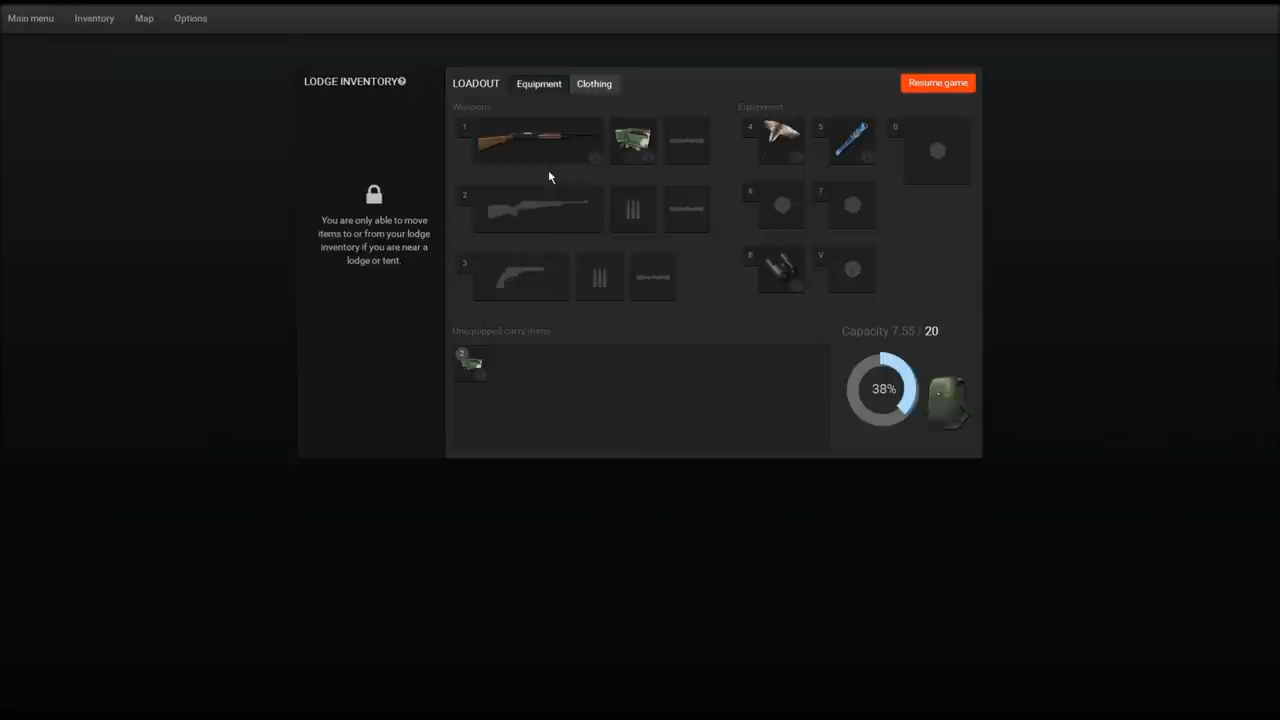 Main menu Inventory Map Options
LODGE INVENTORY
LOADOUT Equipment Clothing Resume game
Weapons Equipment
1 4 5 0
2 6 7
3 8 V
You are only able to move
items to or from your lodge
inventory if you are near a
lodge or tent.
Unequipped carry items Capacity 7.55 / 20
2
38%